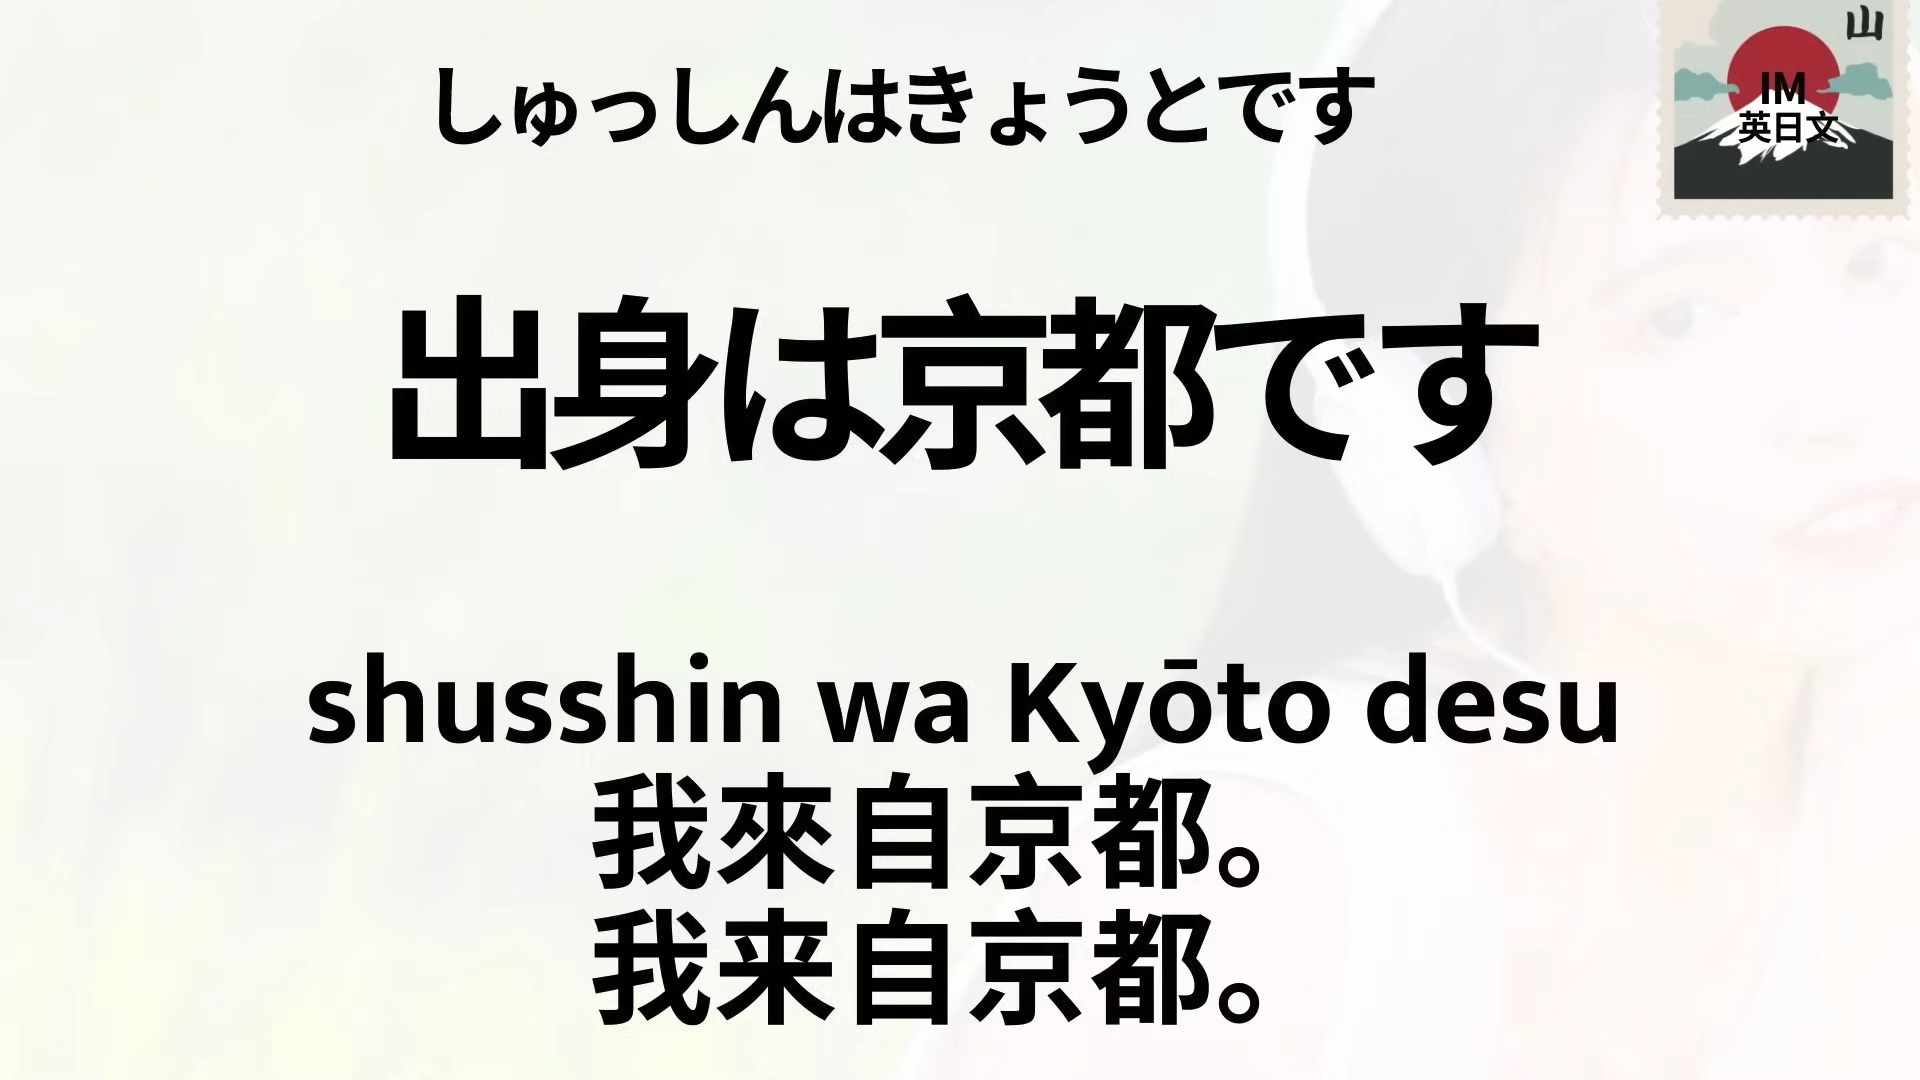 しゅっしんはきょうとです
山
IM
英日文
出身は京都です
shusshin wa Kyōto desu
我來自京都。
我来自京都。